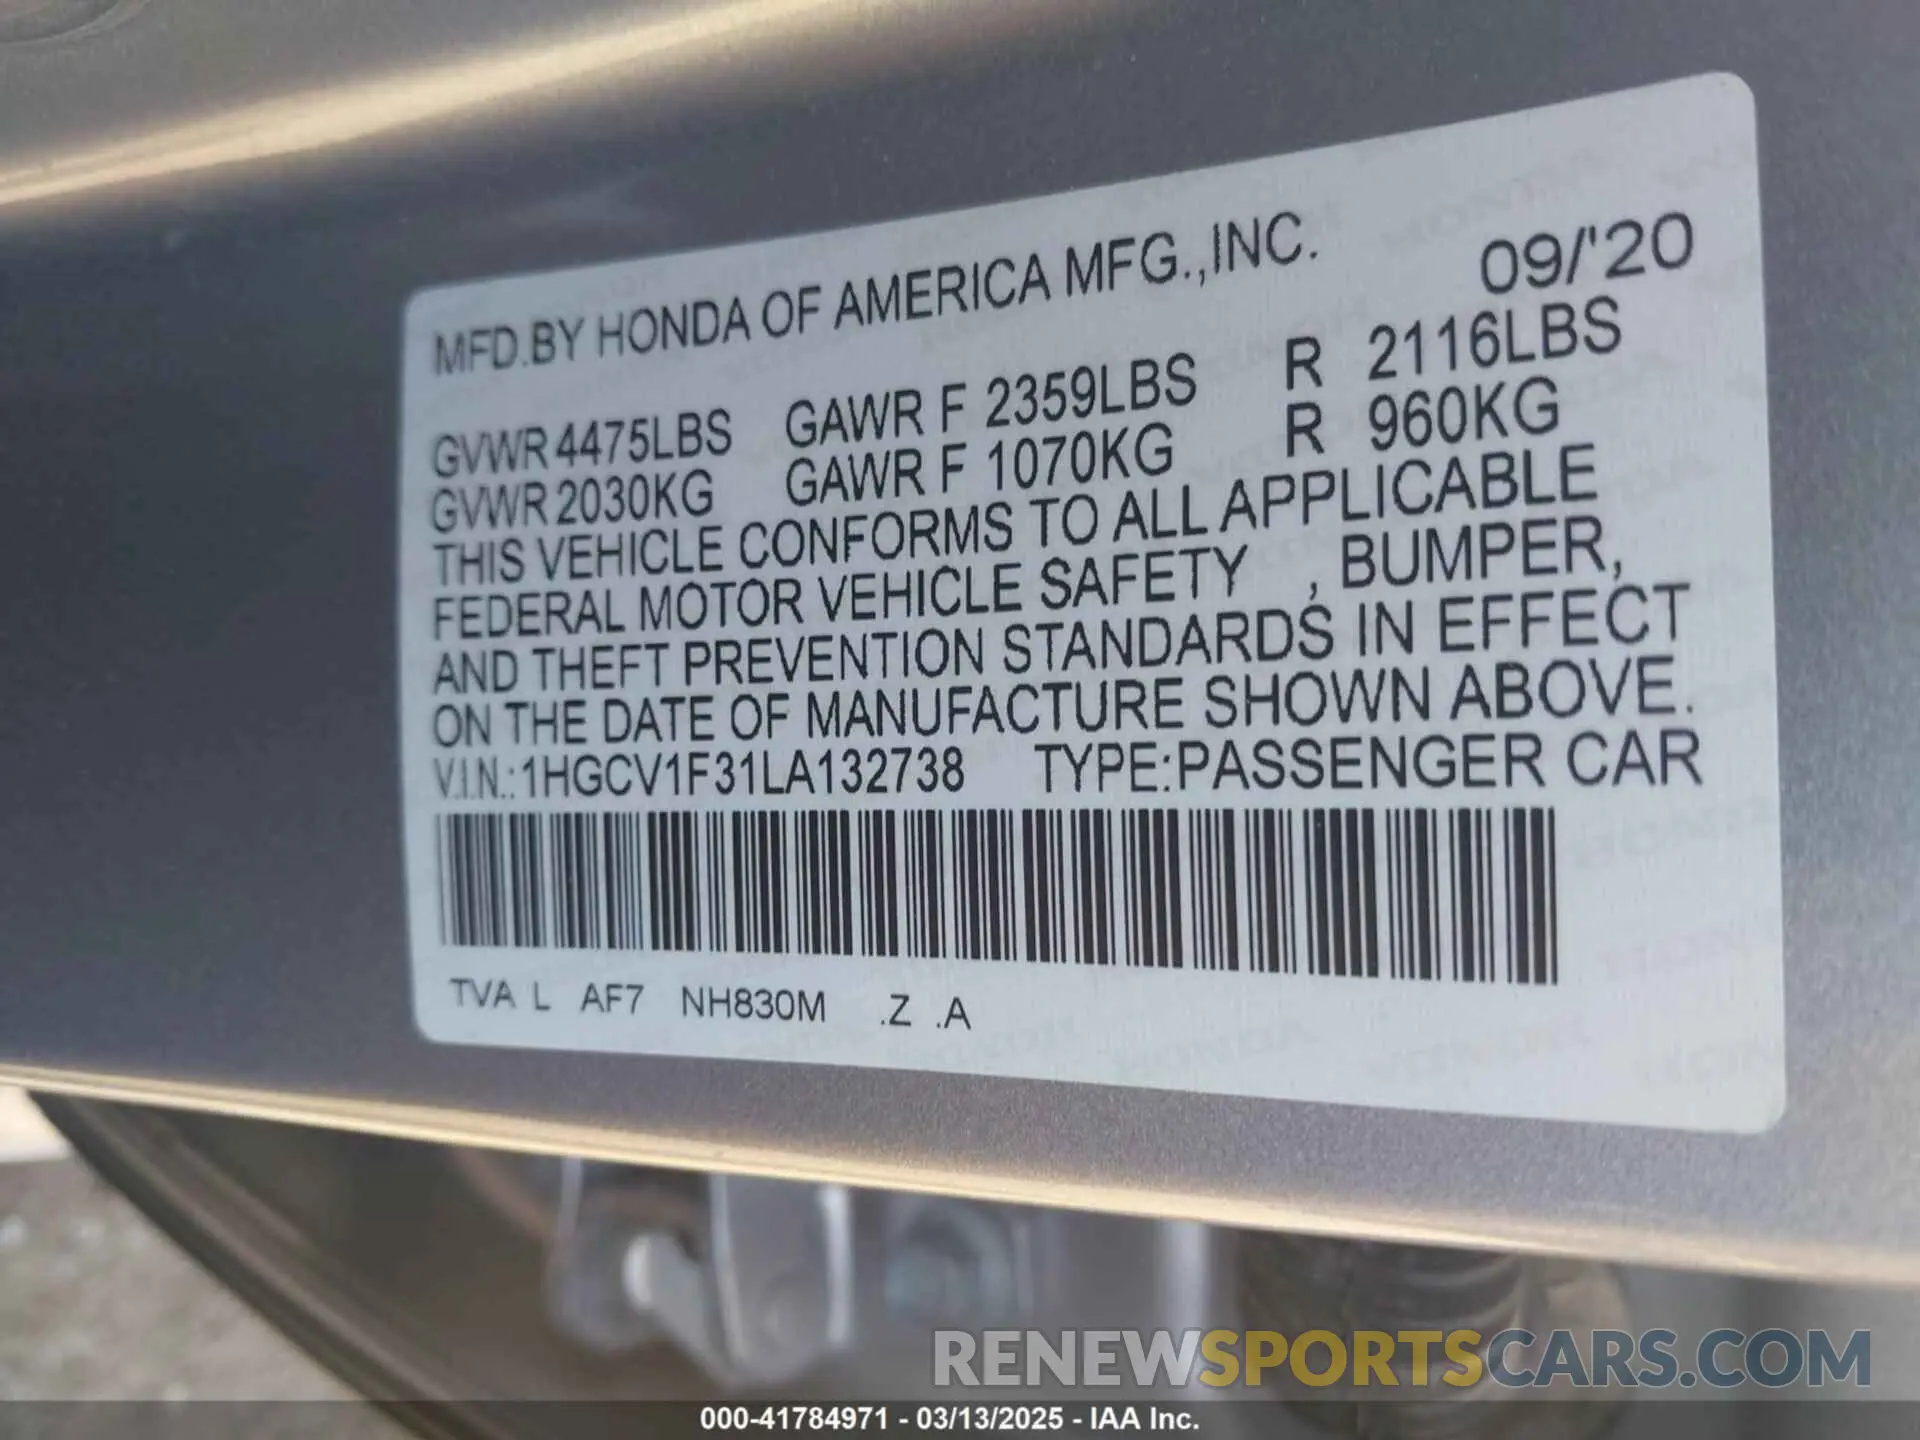 MFD.BY HONDA OF AMERICA MFG.,INC. 09/'20
GVWR 4475LBS GAWR F 2359LBS R 2116LBS
GVWR 2030KG GAWR F 1070KG R 960KG
THIS VEHICLE CONFORMS TO ALL APPLICABLE
FEDERAL MOTOR VEHICLE SAFETY , BUMPER,
AND THEFT PREVENTION STANDARDS IN EFFECT
ON THE DATE OF MANUFACTURE SHOWN ABOVE.
V.I.N.:1HGCV1F31LA132738 TYPE:PASSENGER CAR
TVA L AF7 NH830M .Z .A
RENEWSPORTSCARS.COM
000-41784971 - 03/13/2025 - IAA Inc.